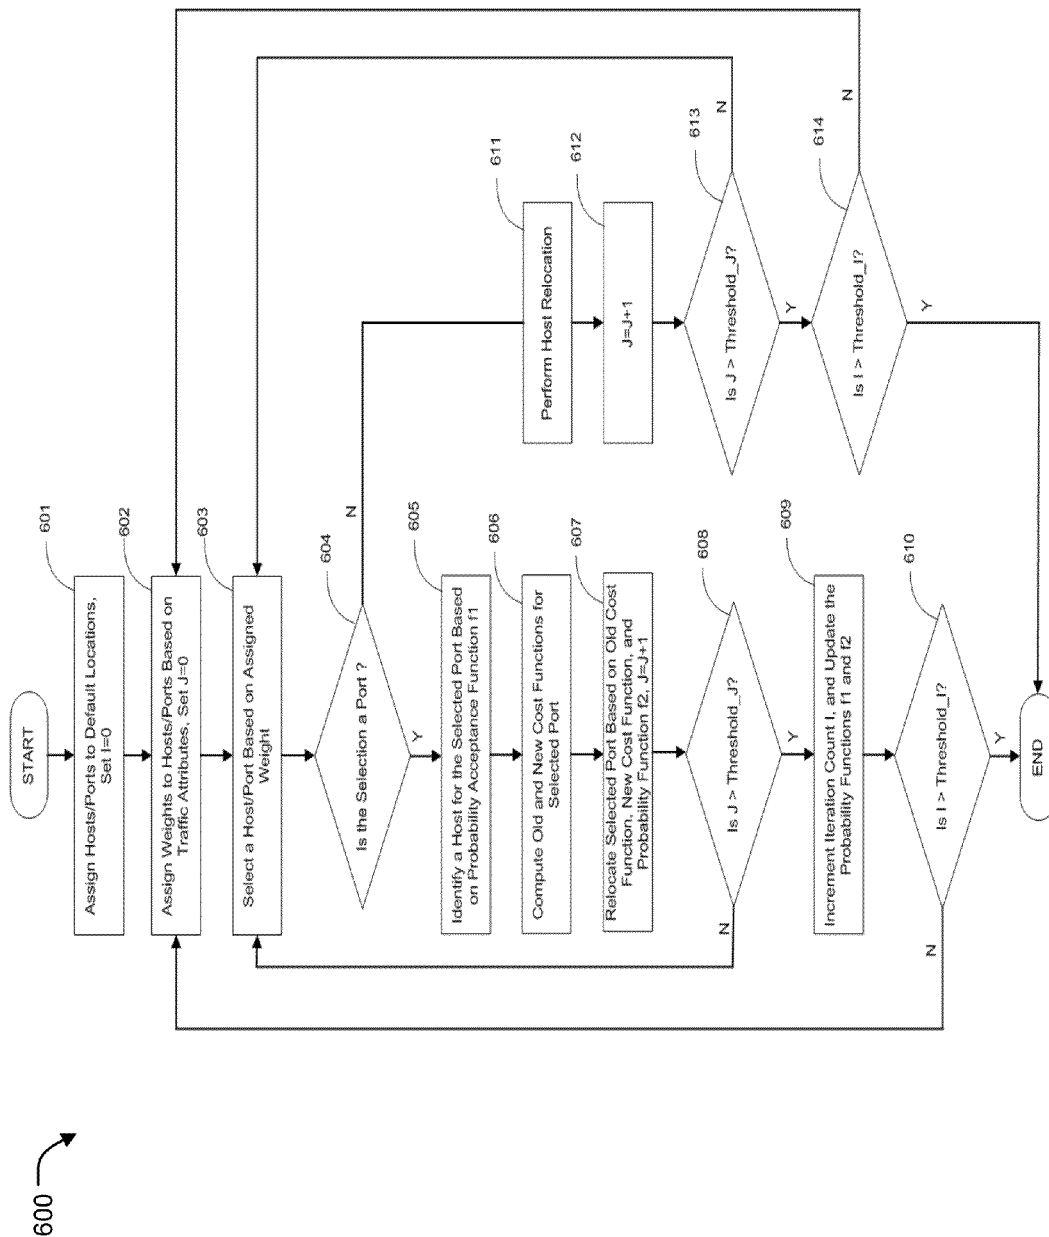 600
START
601
Assign Hosts/Ports to Default Locations,
Set I=0
602
Assign Weights to Hosts/Ports Based on
Traffic Attributes, Set J=0
603
Select a Host/Port Based on Assigned
Weight
604
Is the Selection a Port ?
N
Y
605
Identify a Host for the Selected Port Based
on Probability Acceptance Function f1
606
Compute Old and New Cost Functions for
Selected Port
607
Relocate Selected Port Based on Old Cost
Function, New Cost Function, and
Probability Function f2, J=J+1
608
Is J > Threshold_J?
N
Y
609
Increment Iteration Count I, and Update the
Probability Functions f1 and f2
610
Is I > Threshold_I?
N
Y
END
611
Perform Host Relocation
612
J=J+1
613
Is J > Threshold_J?
N
Y
614
Is I > Threshold_I?
N
Y